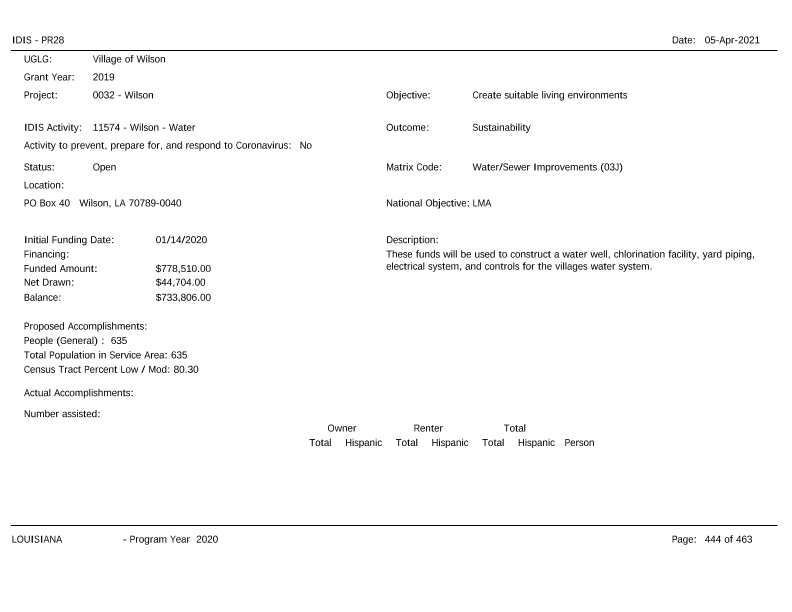 IDIS - PR28 Date: 05-Apr-2021
UGLG: Village of Wilson
Grant Year: 2019
Project: 0032 - Wilson Objective: Create suitable living environments
IDIS Activity: 11574 - Wilson - Water Outcome: Sustainability
Activity to prevent, prepare for, and respond to Coronavirus: No
Status: Open Matrix Code: Water/Sewer Improvements (03J)
Location:
PO Box 40 Wilson, LA 70789-0040 National Objective: LMA
Initial Funding Date: 01/14/2020 Description:
Financing: These funds will be used to construct a water well, chlorination facility, yard piping,
Funded Amount: $778,510.00 electrical system, and controls for the villages water system.
Net Drawn: $44,704.00
Balance: $733,806.00
Proposed Accomplishments:
People (General) : 635
Total Population in Service Area: 635
Census Tract Percent Low / Mod: 80.30
Actual Accomplishments:
Number assisted:
Owner Renter Total
Total Hispanic Total Hispanic Total Hispanic Person
LOUISIANA - Program Year 2020 Page: 444 of 463